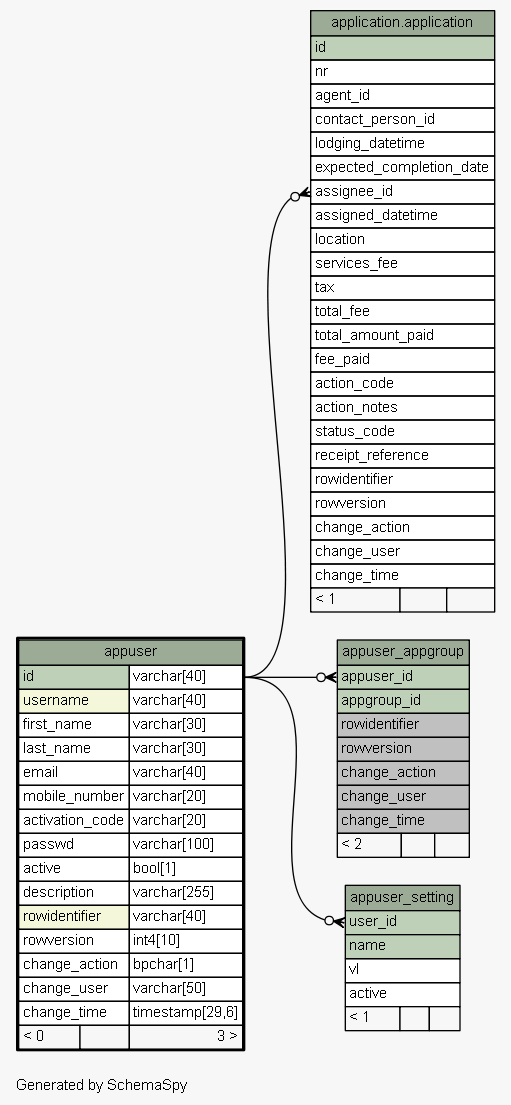 application.application
id
nr
agent_id
contact_person_id
lodging_datetime
expected_completion_date
assignee_id
assigned_datetime
location
services_fee
tax
total_fee
total_amount_paid
fee_paid
action_code
action_notes
status_code
receipt_reference
rowidentifier
rowversion
change_action
change_user
change_time
< 1
appuser
id varchar[40]
username varchar[40]
first_name varchar[30]
last_name varchar[30]
email varchar[40]
mobile_number varchar[20]
activation_code varchar[20]
passwd varchar[100]
active bool[1]
description varchar[255]
rowidentifier varchar[40]
rowversion int4[10]
change_action bpchar[1]
change_user varchar[50]
change_time timestamp[29,6]
< 0 3 >
appuser_appgroup
appuser_id
appgroup_id
rowidentifier
rowversion
change_action
change_user
change_time
< 2
appuser_setting
user_id
name
vl
active
< 1
Generated by SchemaSpy